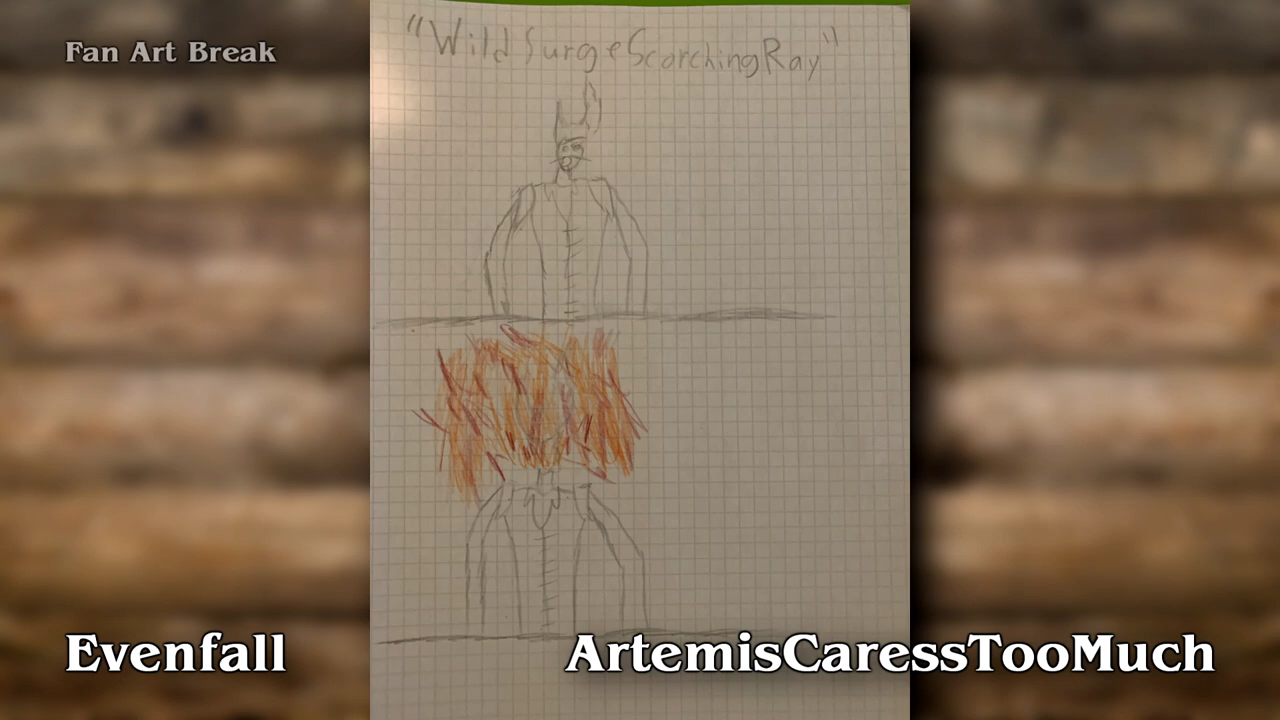 Fan Art Break
"Wild Surge Scorching Ray"
Evenfall
ArtemisCaressTooMuch